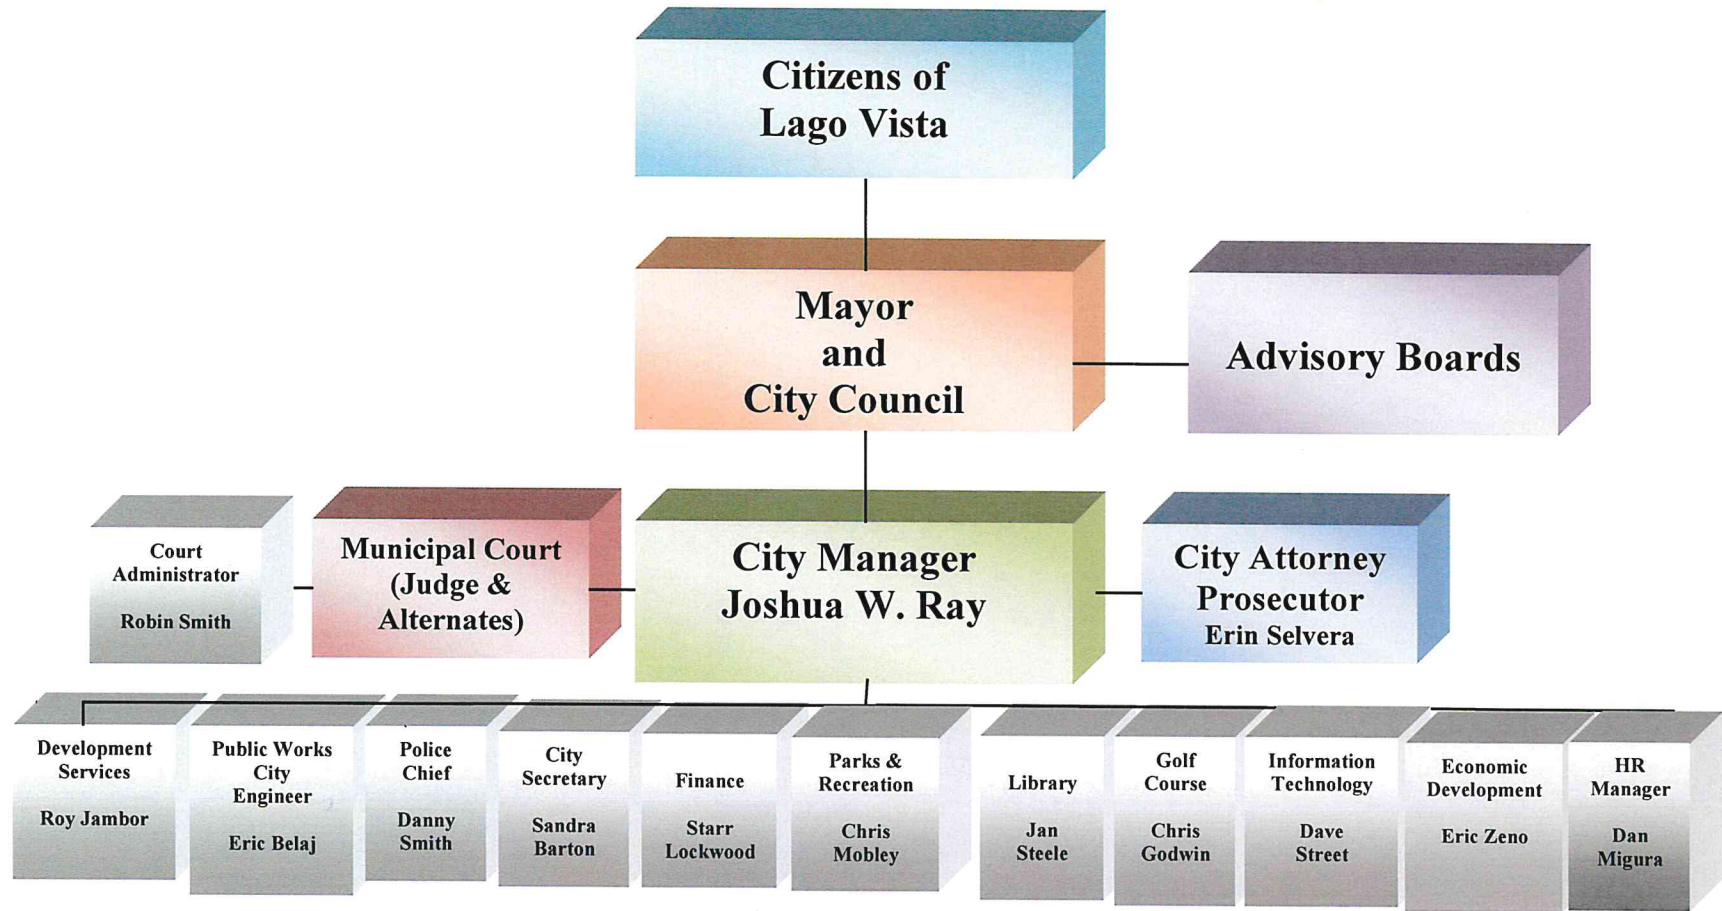 Citizens of
Lago Vista
Mayor
and
City Council
Advisory Boards
Court
Administrator
Robin Smith
Municipal Court
(Judge &
Alternates)
City Manager
Joshua W. Ray
City Attorney
Prosecutor
Erin Selvera
Development
Services
Roy Jambor
Public Works
City
Engineer
Eric Belaj
Police
Chief
Danny
Smith
City
Secretary
Sandra
Barton
Finance
Starr
Lockwood
Parks &
Recreation
Chris
Mobley
Library
Jan
Steele
Golf
Course
Chris
Godwin
Information
Technology
Dave
Street
Economic
Development
Eric Zeno
HR
Manager
Dan
Migura